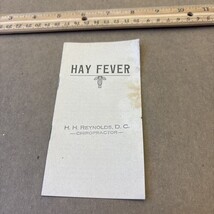 HAY FEVER
H. H. REYNOLDS, D. C.
CHIROPRACTOR